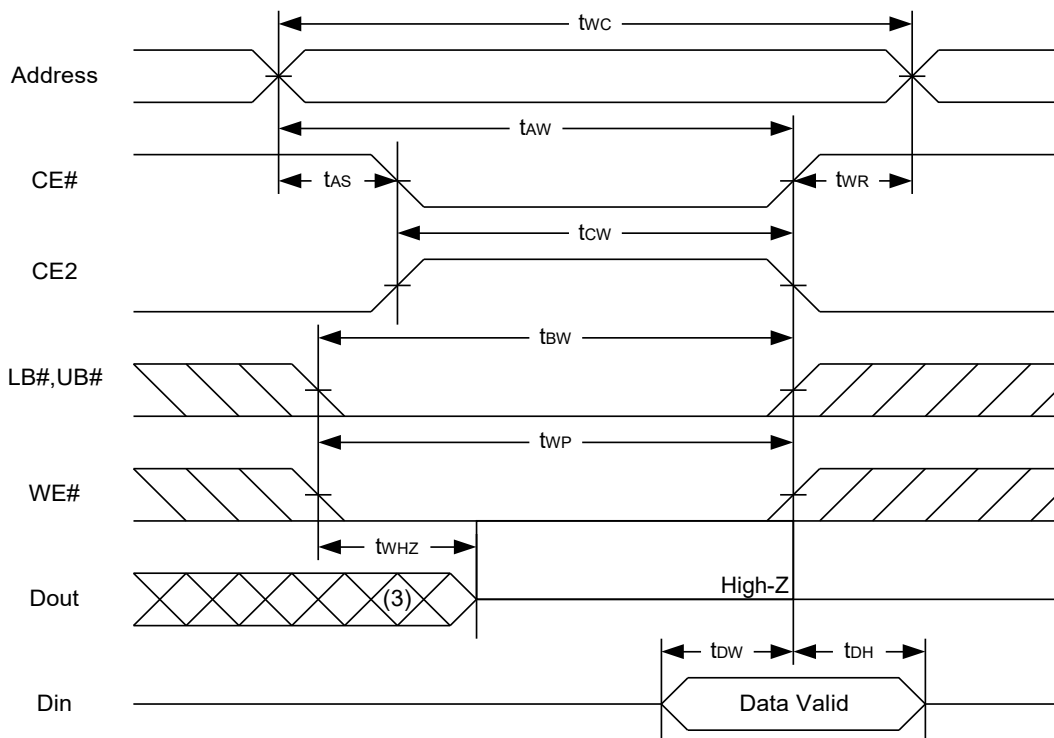 tWC
Address
tAW
CE#
tAS
tWR
tCW
CE2
tBW
LB#,UB#
tWP
WE#
tWHZ
Dout
(3)
High-Z
tDW
tDH
Din
Data Valid